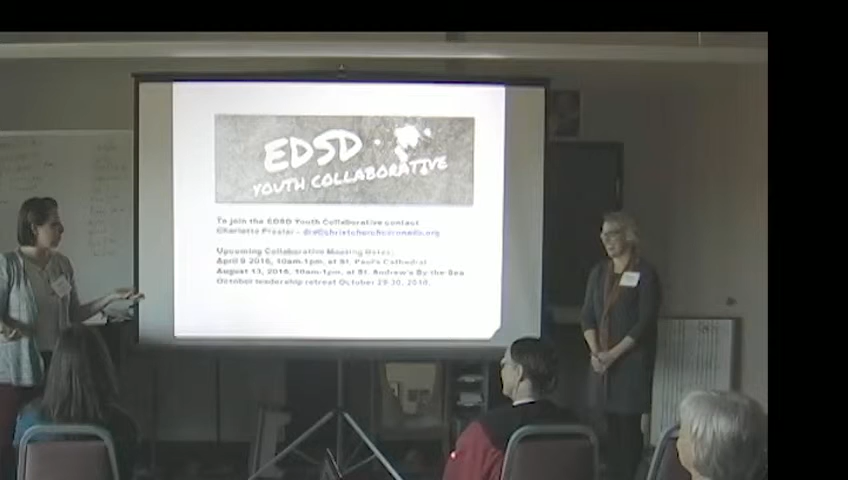 EDSD
YOUTH COLLABORATIVE
To join the EDSD Youth Collaborative contact
Charlotte Preslar -
Upcoming Collaborative Meeting Dates:
April 9 2016, 10am-1pm, at St. Paul's Cathedral
August 13, 2016, 10am-1pm, at St. Andrew's By the Sea
October leadership retreat October 29-30, 2016.